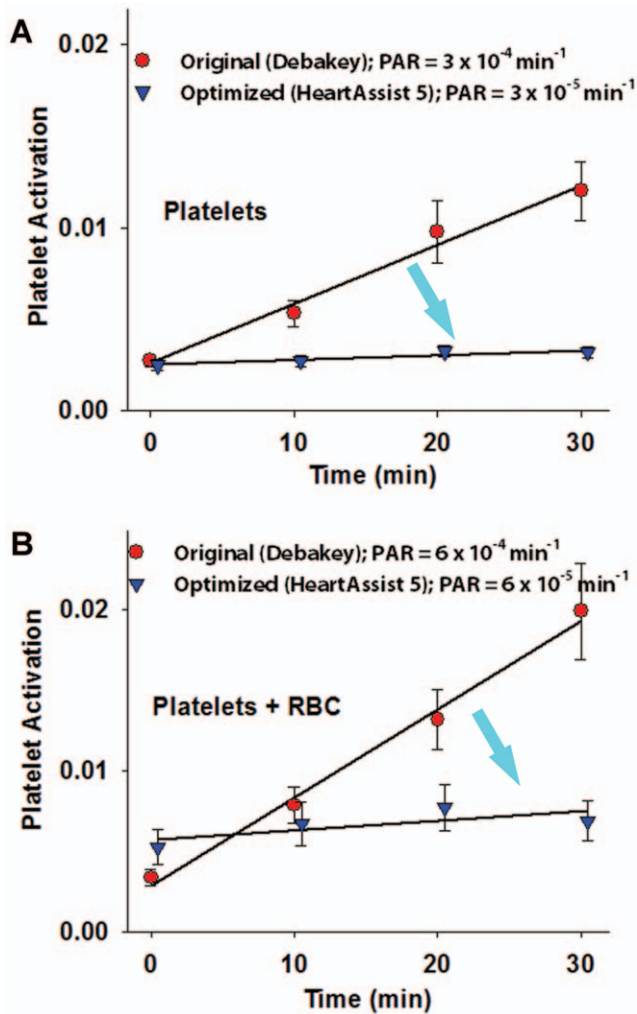 A
0.02
Original (Debakey); PAR = 3 x 10⁻⁴ min⁻¹
Optimized (HeartAssist 5); PAR = 3 x 10⁻⁵ min⁻¹
Platelet Activation
Platelets
0.01
0.00
0 10 20 30
Time (min)
B
Original (Debakey); PAR = 6 x 10⁻⁴ min⁻¹
Optimized (HeartAssist 5); PAR = 6 x 10⁻⁵ min⁻¹
0.02
Platelet Activation
Platelets + RBC
0.01
0.00
0 10 20 30
Time (min)